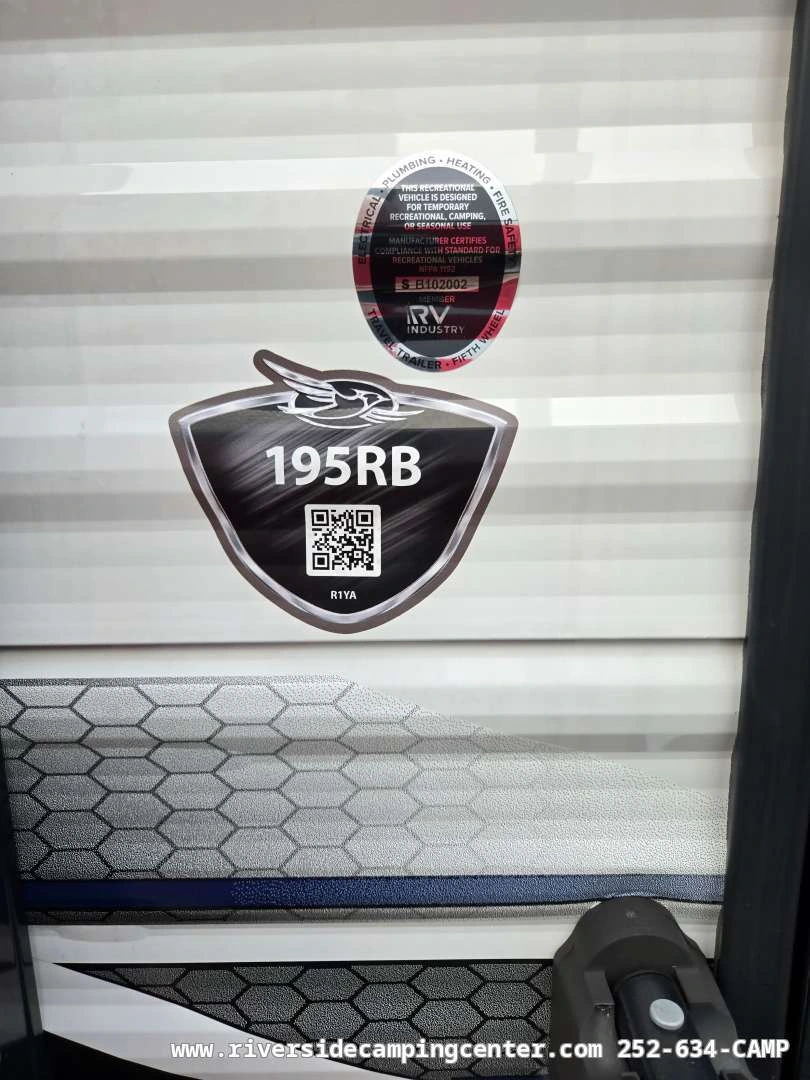 ELECTRICAL • PLUMBING • HEATING • FIRE SAFETY
THIS RECREATIONAL
VEHICLE IS DESIGNED
FOR TEMPORARY
RECREATIONAL, CAMPING,
OR SEASONAL USE
MANUFACTURER CERTIFIES
COMPLIANCE WITH STANDARD FOR
RECREATIONAL VEHICLES
NFPA 1192
S B102002
MEMBER
RV
INDUSTRY
TRAVEL TRAILER • FIFTH WHEEL
195RB
R1YA
www.riversidecampingcenter.com 252-634-CAMP